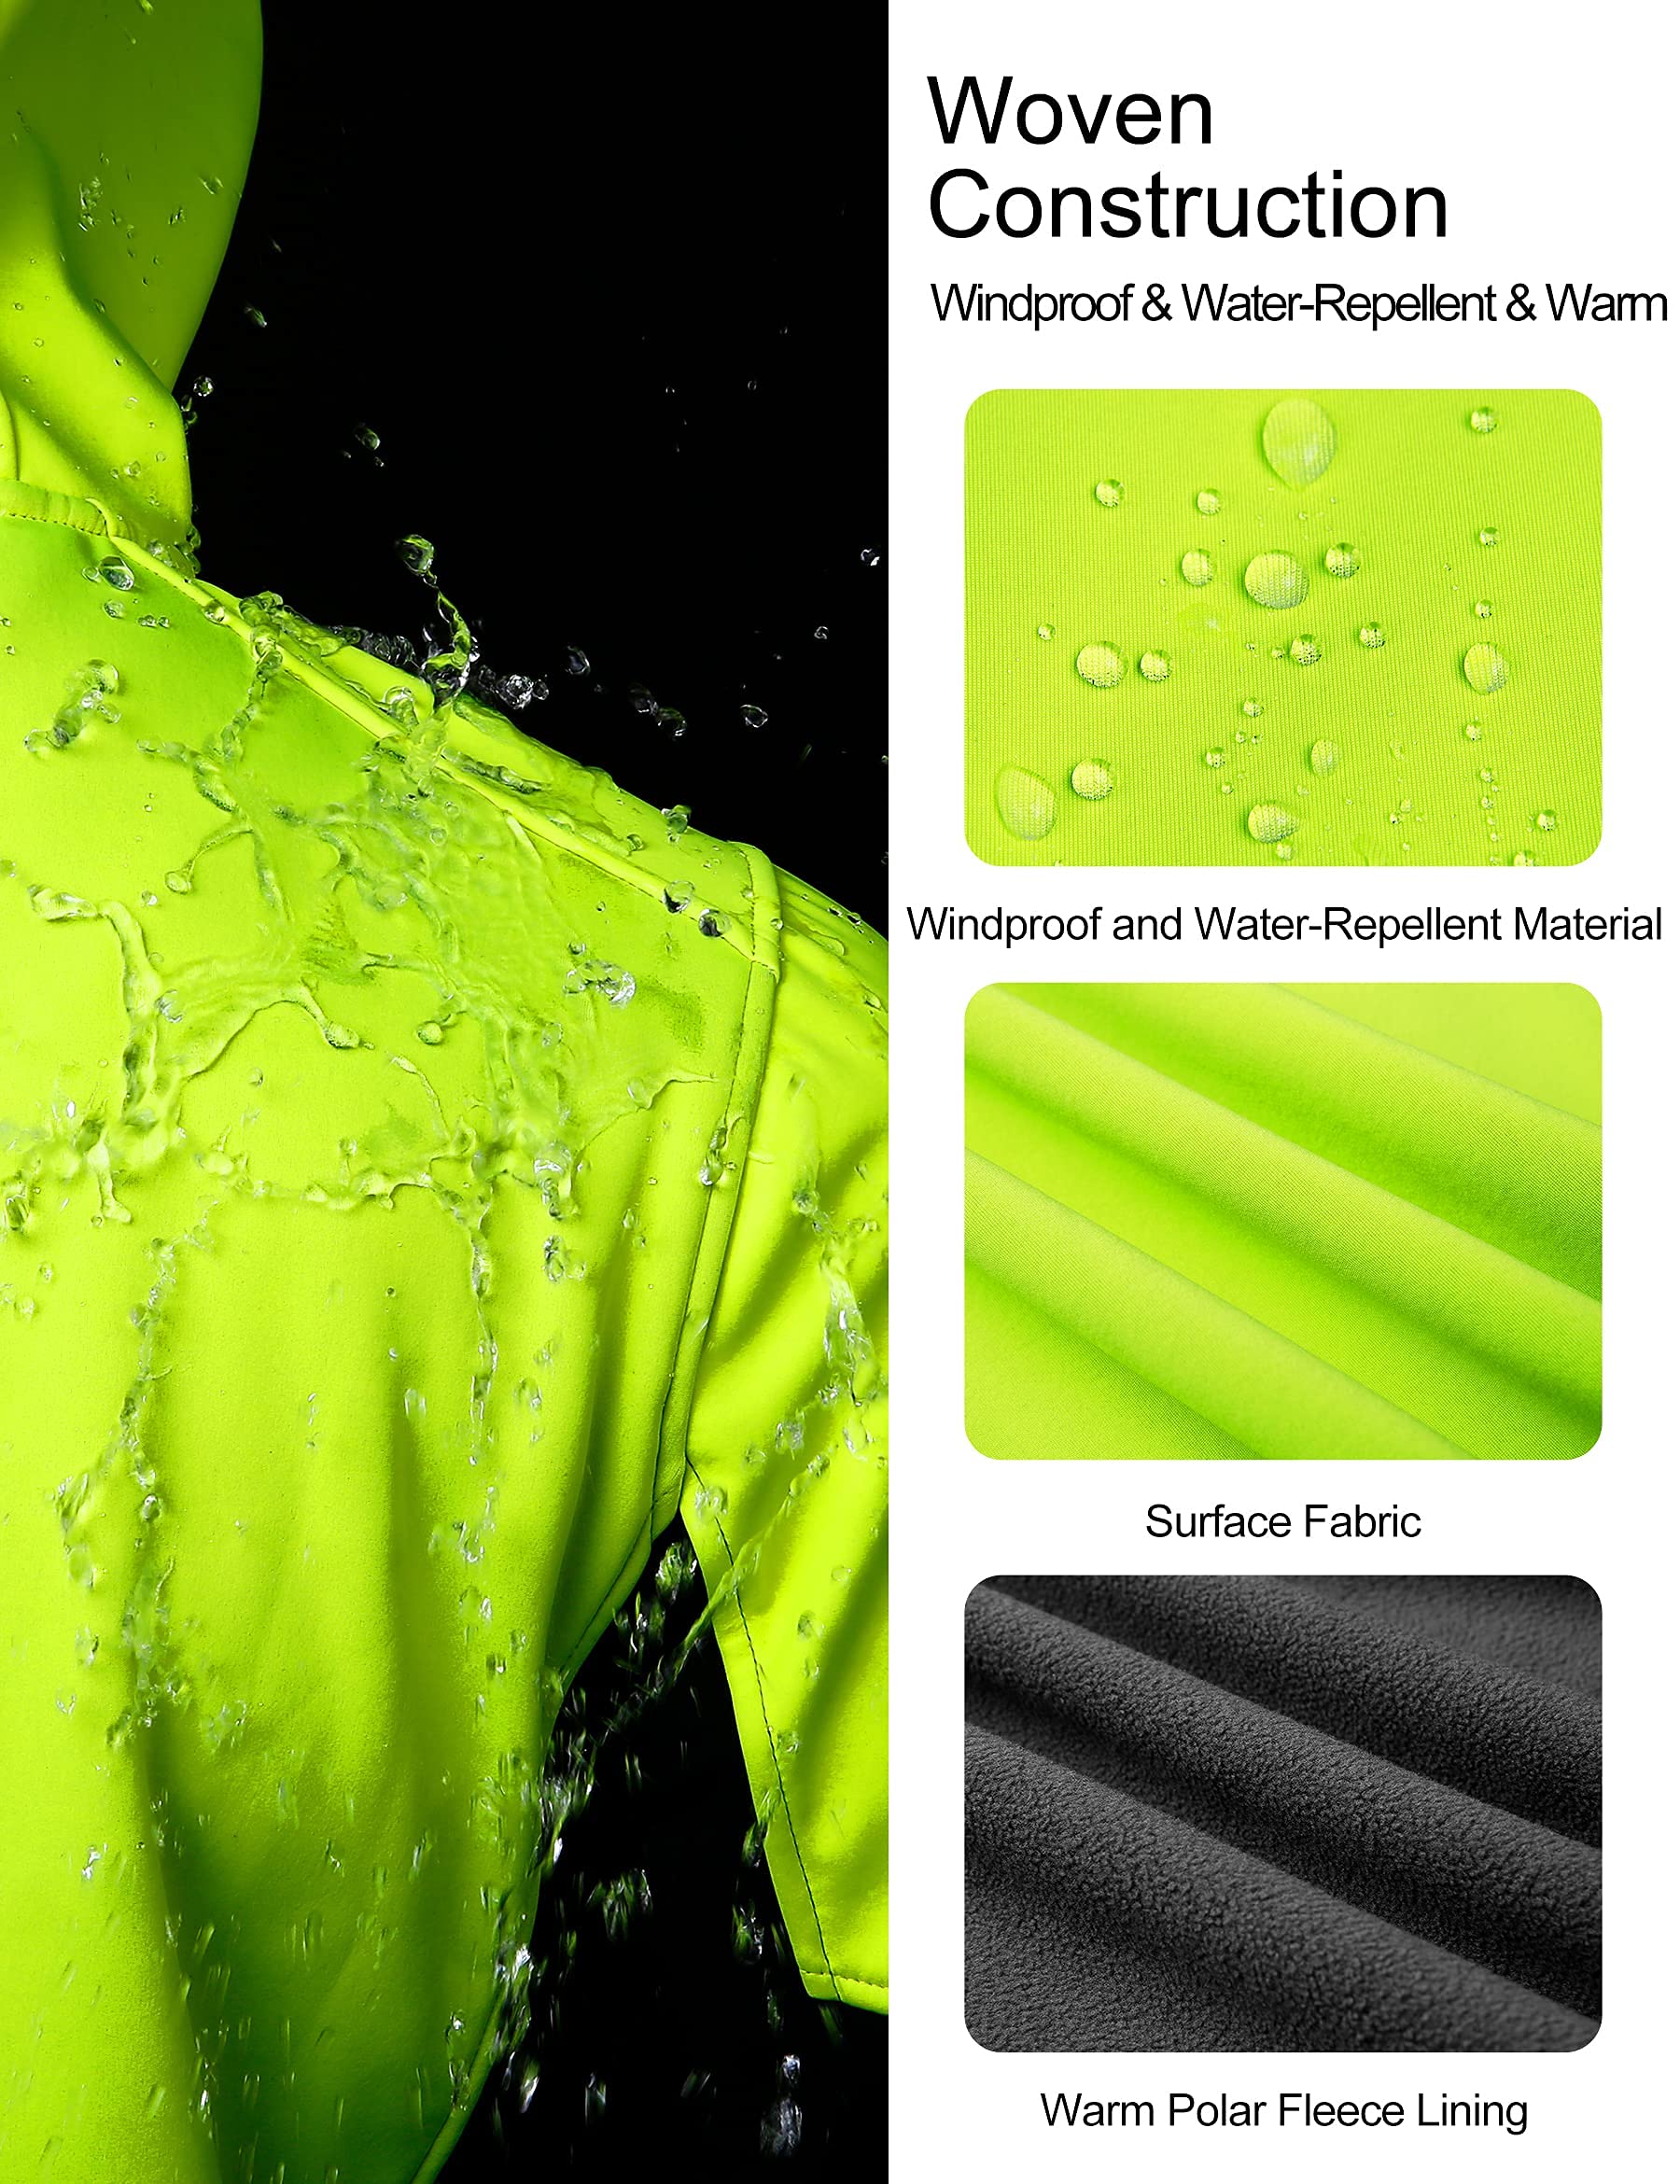 Woven
Construction
Windproof & Water-Repellent & Warm
Windproof and Water-Repellent Material
Surface Fabric
Warm Polar Fleece Lining